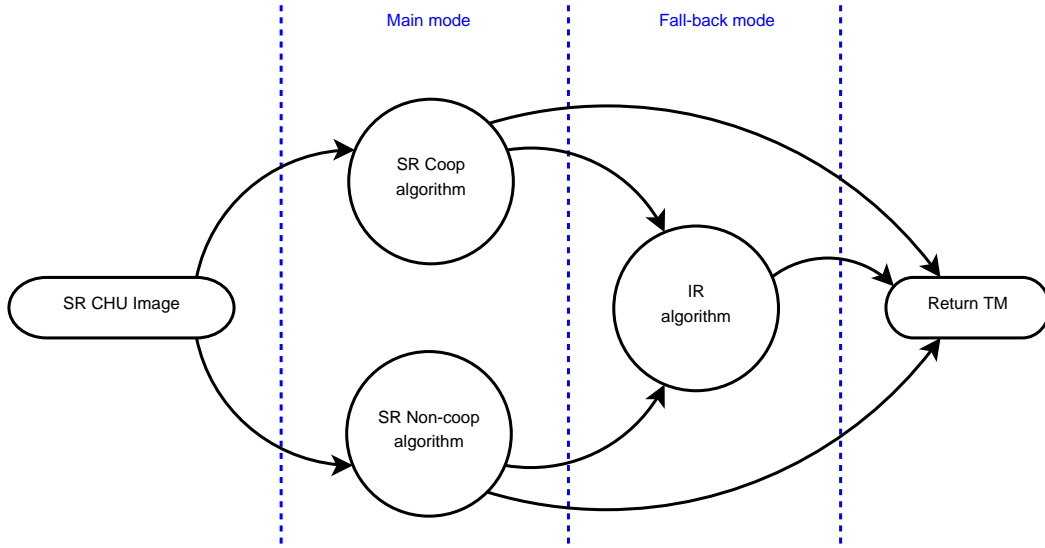 Main mode
Fall-back mode
SR Coop
algorithm
SR CHU Image
IR
algorithm
Return TM
SR Non-coop
algorithm